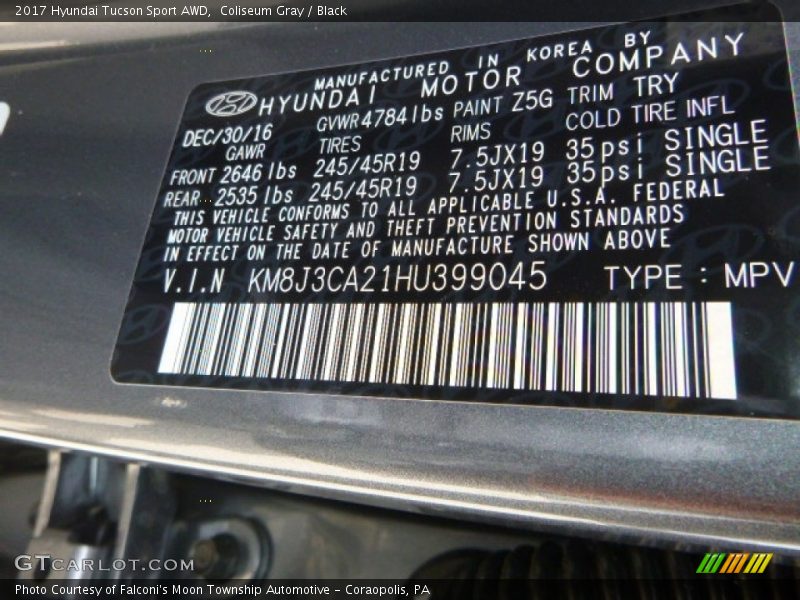 2017 Hyundai Tucson Sport AWD,  Coliseum Gray / Black
MANUFACTURED IN KOREA BY
HYUNDAI MOTOR COMPANY
DEC/30/16 GVWR 4784 lbs PAINT Z5G TRIM TRY
GAWR TIRES RIMS COLD TIRE INFL
FRONT 2646 lbs 245/45R19 7.5JX19 35psi SINGLE
REAR 2535 lbs 245/45R19 7.5JX19 35psi SINGLE
THIS VEHICLE CONFORMS TO ALL APPLICABLE U.S.A. FEDERAL
MOTOR VEHICLE SAFETY AND THEFT PREVENTION STANDARDS
IN EFFECT ON THE DATE OF MANUFACTURE SHOWN ABOVE
V.I.N KM8J3CA21HU399045 TYPE : MPV
GTCARLOT.COM
Photo Courtesy of Falconi's Moon Township Automotive - Coraopolis, PA